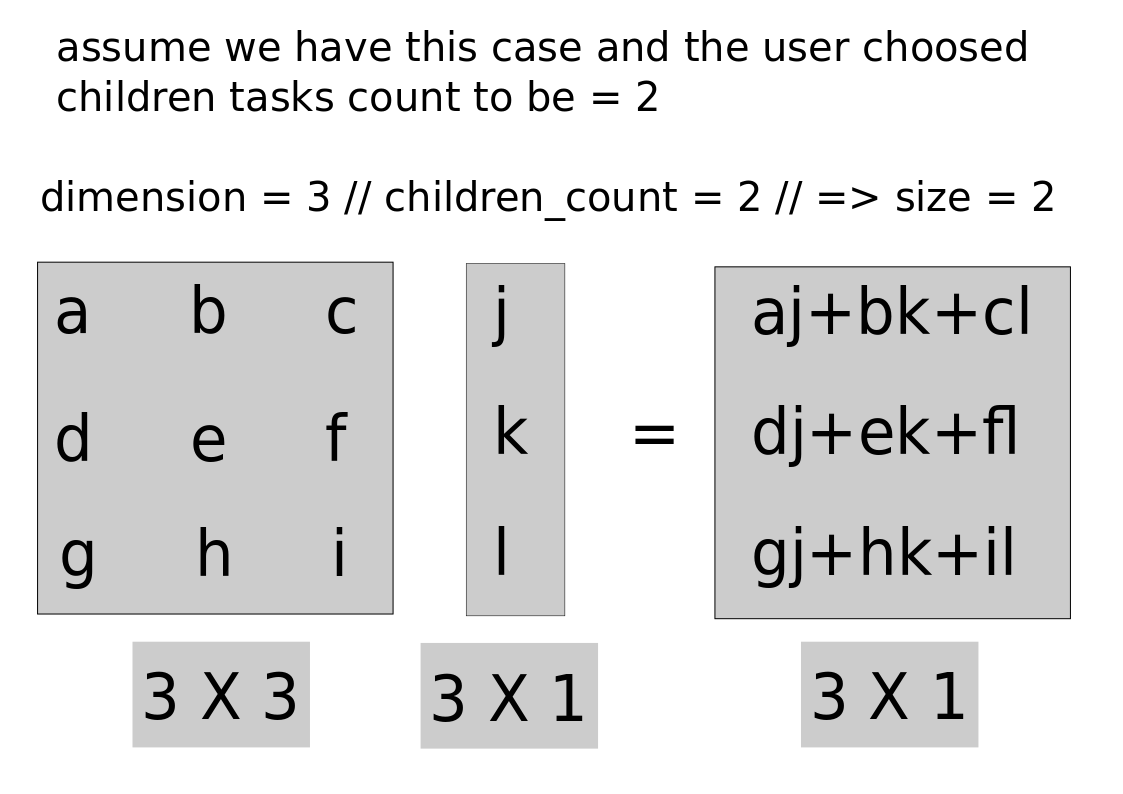 assume we have this case and the user choosed
children tasks count to be = 2
dimension = 3 // children_count = 2 // => size = 2
a b c j aj+bk+cl
d e f k = dj+ek+fl
g h i l gj+hk+il
3 X 3 3 X 1 3 X 1